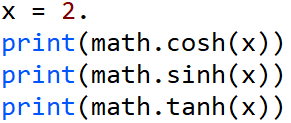 x = 2.
print(math.cosh(x))
print(math.sinh(x))
print(math.tanh(x))